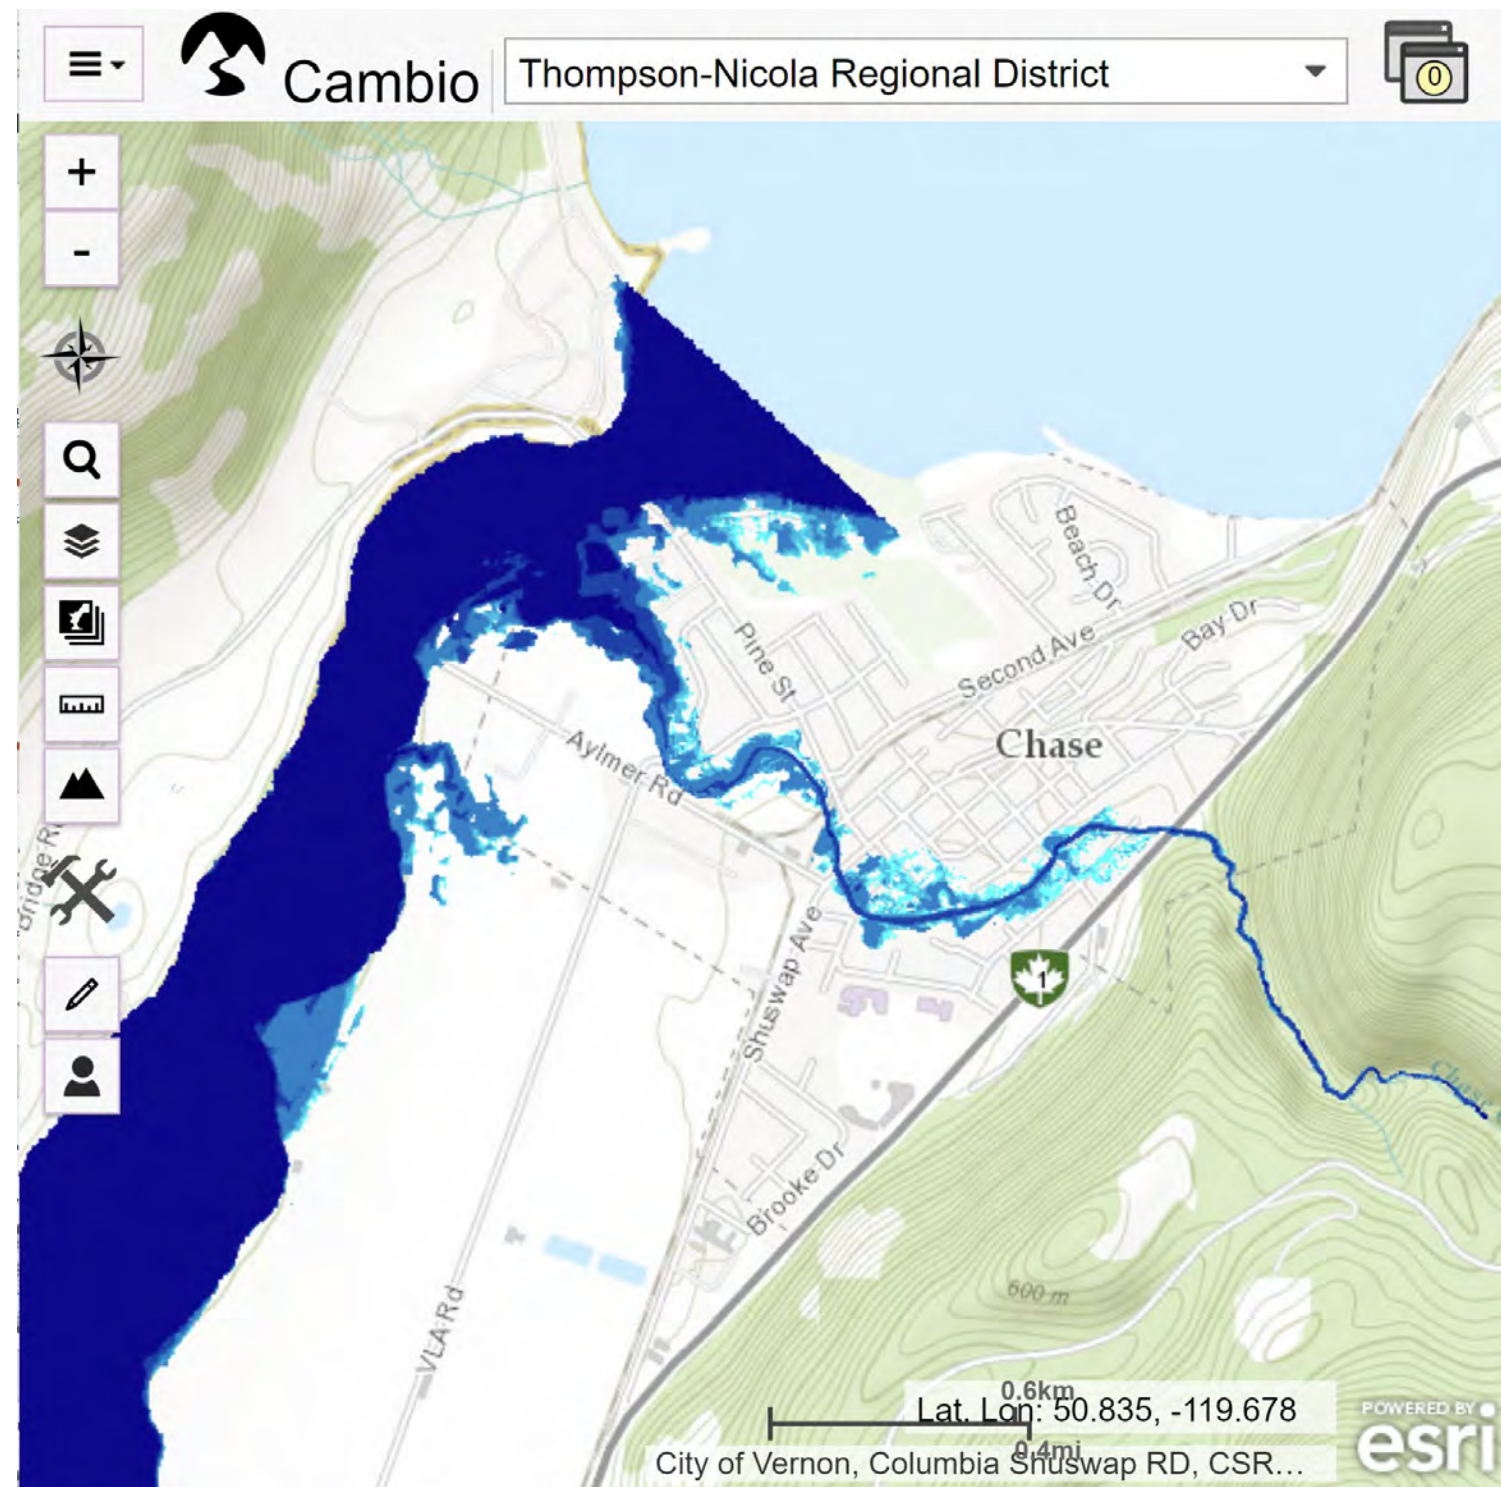 Cambio
Thompson-Nicola Regional District
0
+
-
Beach Dr
Bay Dr
Second Ave
Pine St
Chase
Aylmer Rd
Bridge R
1
Shuswap Ave
Chase
Brooke Dr
VLA Rd
600 m
0.6km
Lat. Lon: 50.835, -119.678
0.4mi
City of Vernon, Columbia Shuswap RD, CSR...
POWERED BY
esri